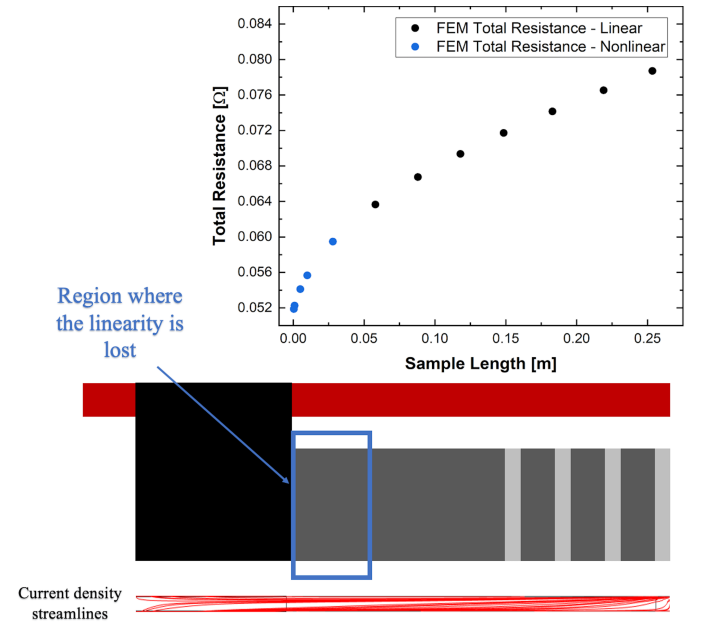 0.084
0.080
0.076
0.072
0.068
0.064
0.060
0.056
0.052
Total Resistance [Ω]
FEM Total Resistance - Linear
FEM Total Resistance - Nonlinear
0.00 0.05 0.10 0.15 0.20 0.25
Sample Length [m]
Region where
the linearity is
lost
Current density
streamlines